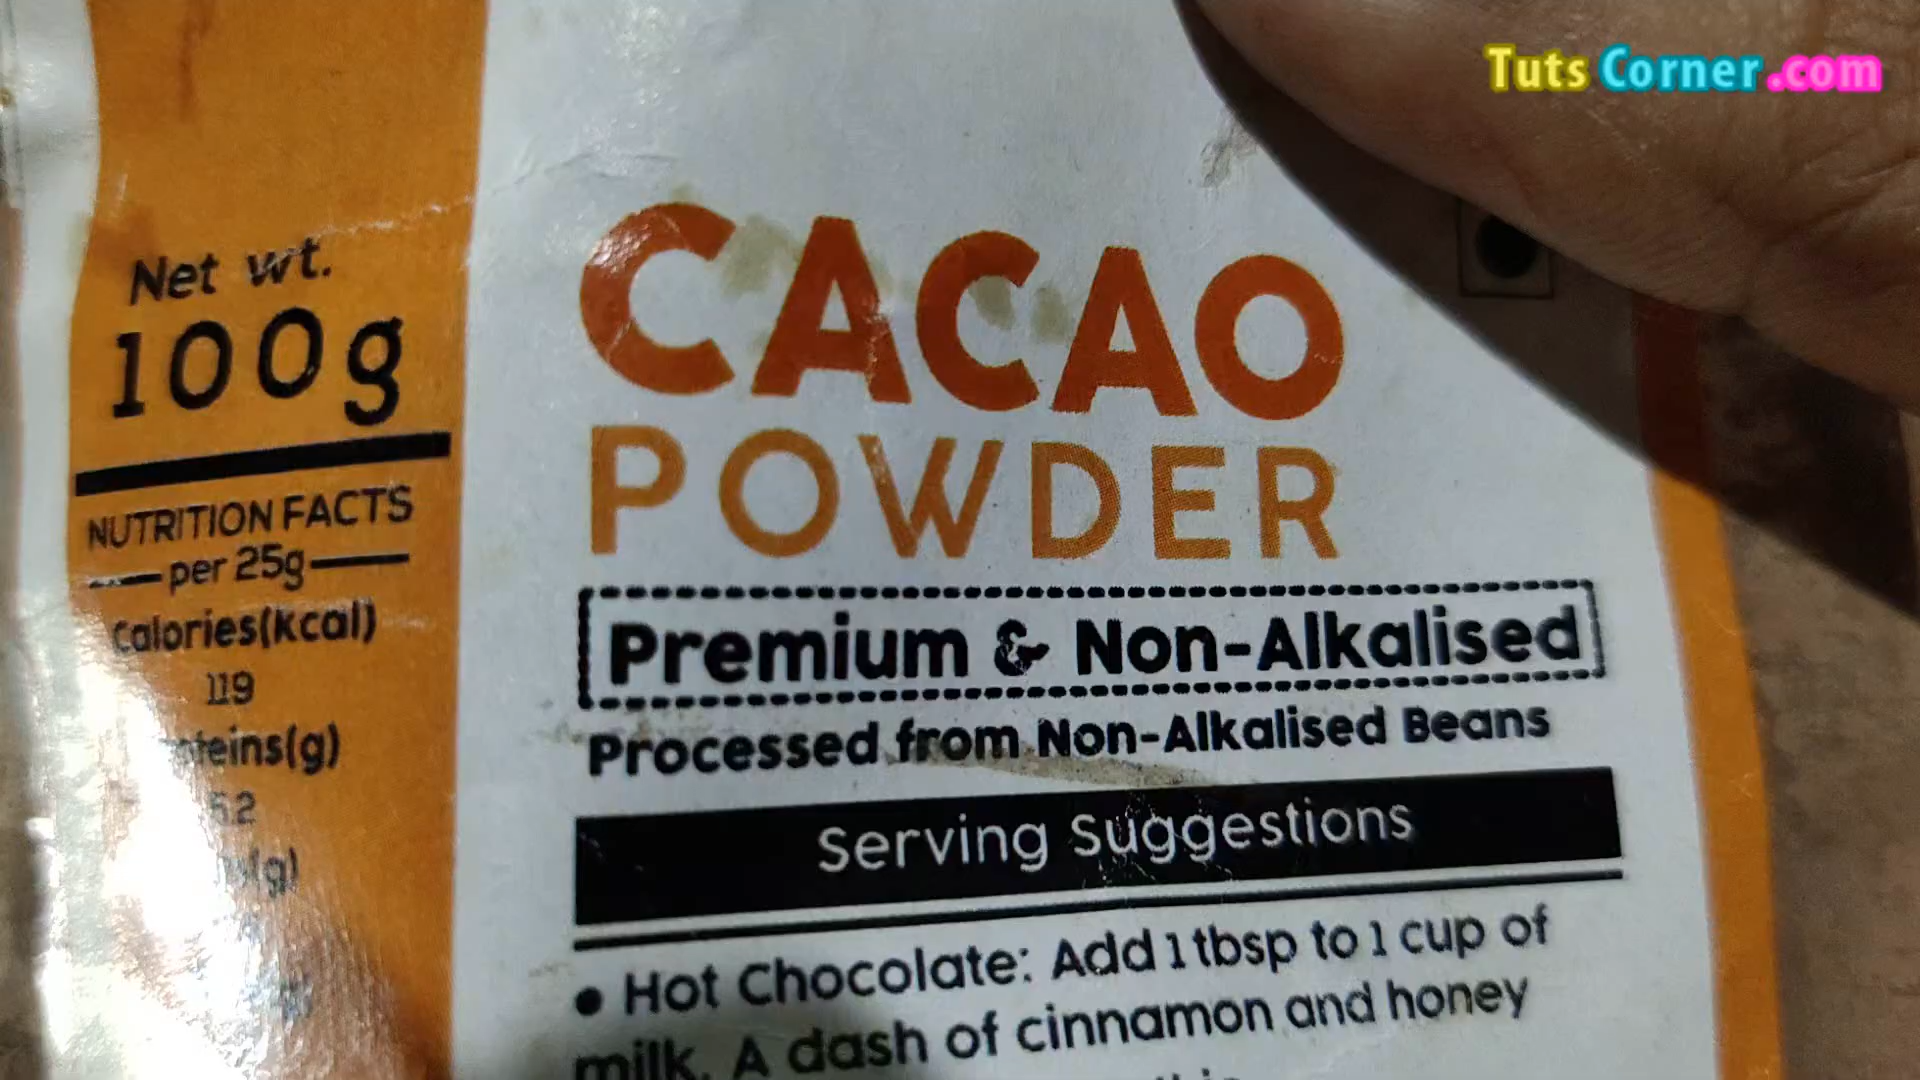 Tuts Corner.com
Net wt.
100g
NUTRITION FACTS
per 25g
Calories(kcal)
119
CACAO
POWDER
Premium & Non-Alkalised
Processed from Non-Alkalised Beans
Serving Suggestions
• Hot Chocolate: Add 1 tbsp to 1 cup of
milk. A dash of cinnamon and honey